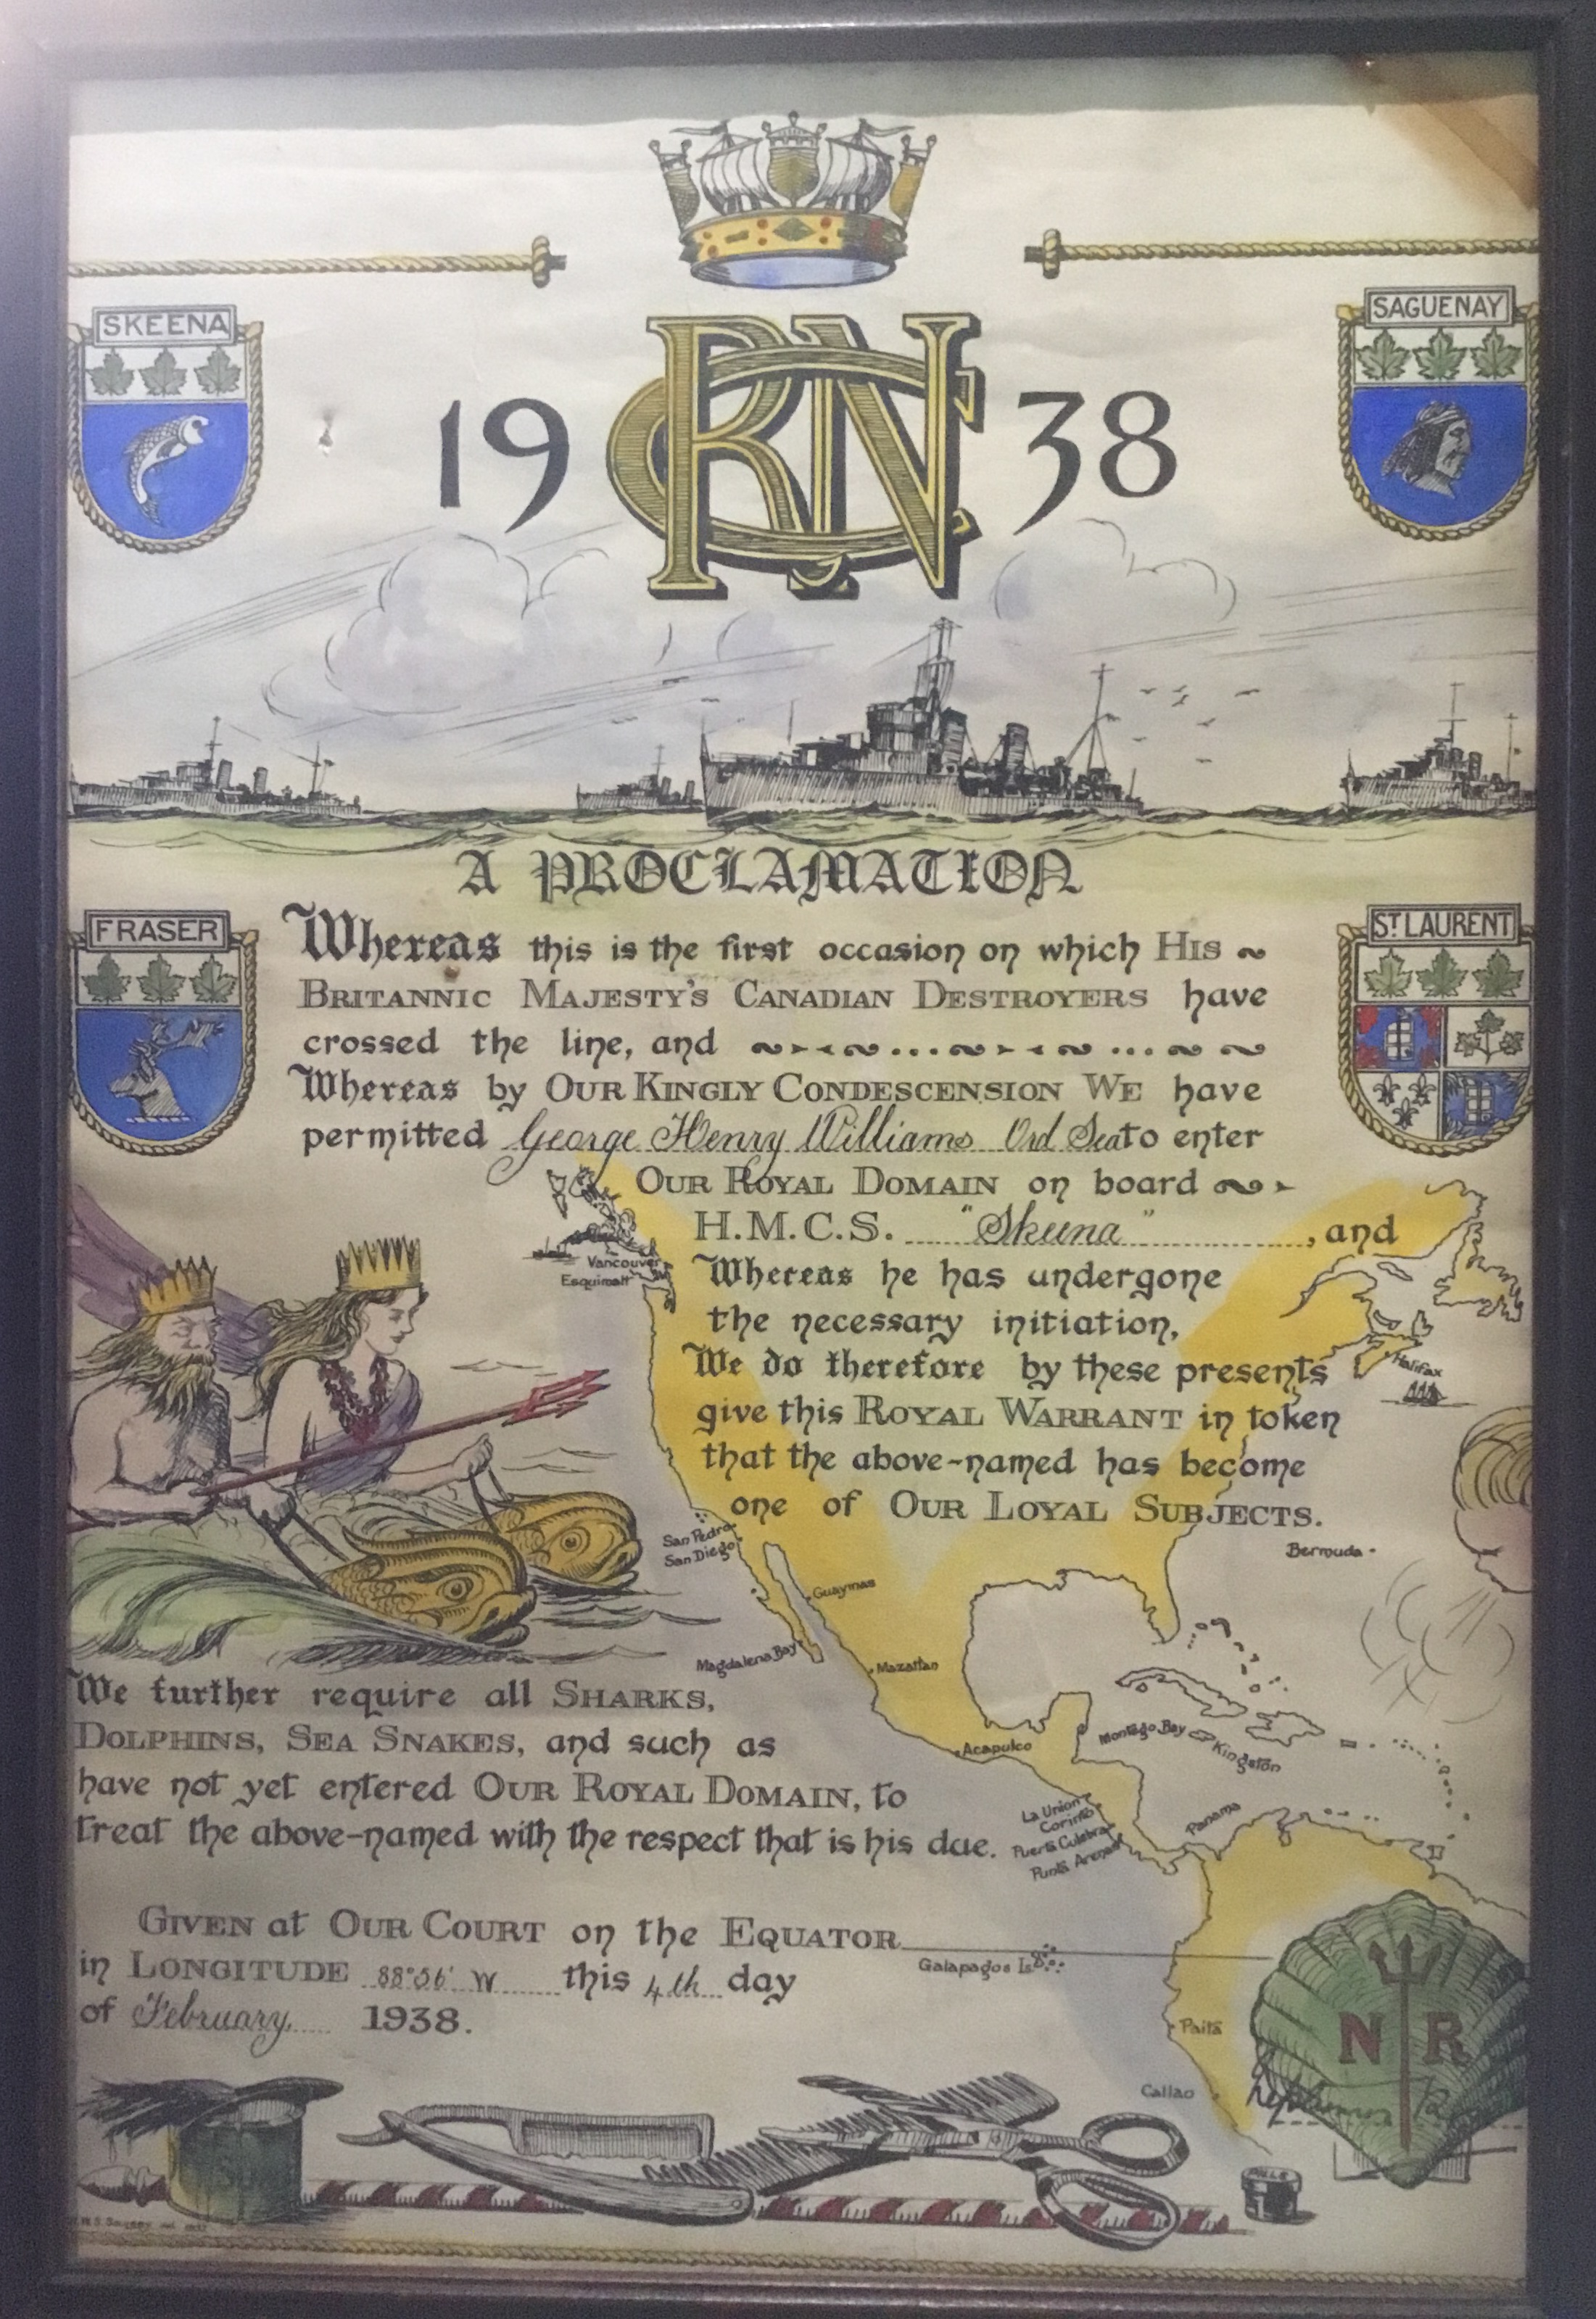 SKEENA
SAGUENAY
19 RCN 38
A PROCLAMATION
FRASER
ST. LAURENT
Whereas this is the first occasion on which HIS
BRITANNIC MAJESTY'S CANADIAN DESTROYERS have
crossed the line, and
Whereas by OUR KINGLY CONDESCENSION WE have
permitted George Henry Williams Ord Sea to enter
OUR ROYAL DOMAIN on board
H.M.C.S. "Skeena", and
Whereas he has undergone
the necessary initiation,
We do therefore by these presents
give this ROYAL WARRANT in token
that the above-named has become
one of OUR LOYAL SUBJECTS.
Vancouver
Esquimalt
Halifax
San Pedro
San Diego
Bermuda
Guaymas
Magdalena Bay
Mazatlan
Acapulco
Montego Bay
Kingston
La Union
Corinto
Puerta Culebra
Punta Arenas
Panama
We further require all SHARKS,
DOLPHINS, SEA SNAKES, and such as
have not yet entered OUR ROYAL DOMAIN, to
treat the above-named with the respect that is his due.
GIVEN at OUR COURT on the EQUATOR
in LONGITUDE 88°56' W this 4th day
of February 1938.
Galapagos Is
Paita
Callao
N R
Neptunus